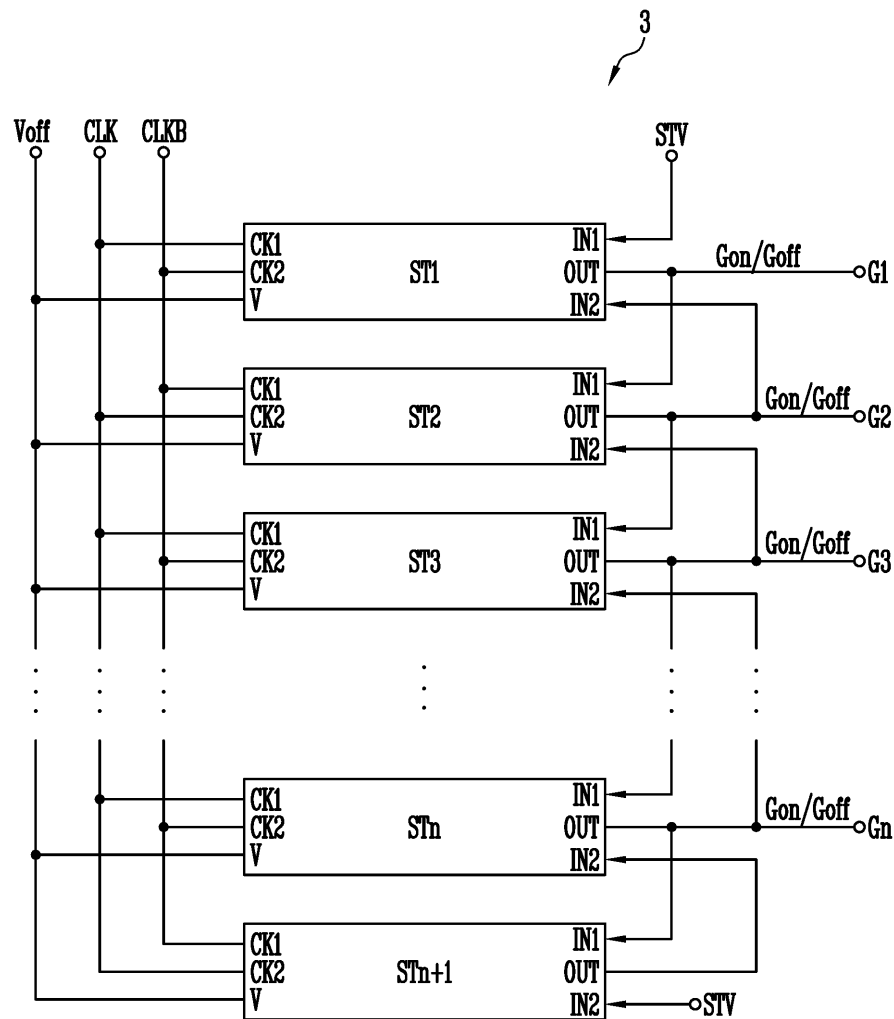 3
Voff CLK CLKB STV
CK1 IN1
CK2 ST1 OUT Gon/Goff G1
V IN2
CK1 IN1
CK2 ST2 OUT Gon/Goff G2
V IN2
CK1 IN1
CK2 ST3 OUT Gon/Goff G3
V IN2
CK1 IN1
CK2 STn OUT Gon/Goff Gn
V IN2
CK1 IN1
CK2 STn+1 OUT
V IN2 STV